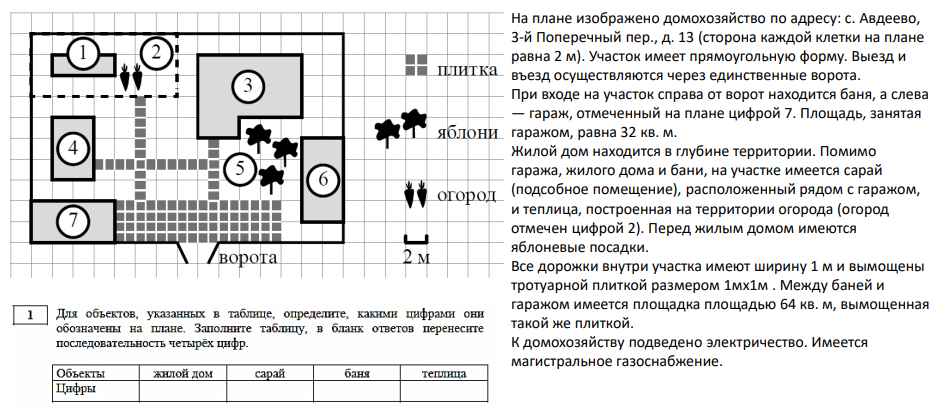 1
2
3
4
5
6
7
плитка
яблони
огород
ворота
2 м
На плане изображено домохозяйство по адресу: с. Авдеево,
3-й Поперечный пер., д. 13 (сторона каждой клетки на плане
равна 2 м). Участок имеет прямоугольную форму. Выезд и
въезд осуществляются через единственные ворота.
При входе на участок справа от ворот находится баня, а слева
— гараж, отмеченный на плане цифрой 7. Площадь, занятая
гаражом, равна 32 кв. м.
Жилой дом находится в глубине территории. Помимо
гаража, жилого дома и бани, на участке имеется сарай
(подсобное помещение), расположенный рядом с гаражом,
и теплица, построенная на территории огорода (огород
отмечен цифрой 2). Перед жилым домом имеются
яблоневые посадки.
Все дорожки внутри участка имеют ширину 1 м и вымощены
тротуарной плиткой размером 1мх1м . Между баней и
гаражом имеется площадка площадью 64 кв. м, вымощенная
такой же плиткой.
К домохозяйству подведено электричество. Имеется
магистральное газоснабжение.
1
Для объектов, указанных в таблице, определите, какими цифрами они
обозначены на плане. Заполните таблицу, в бланк ответов перенесите
последовательность четырёх цифр.
Объекты жилой дом сарай баня теплица
Цифры